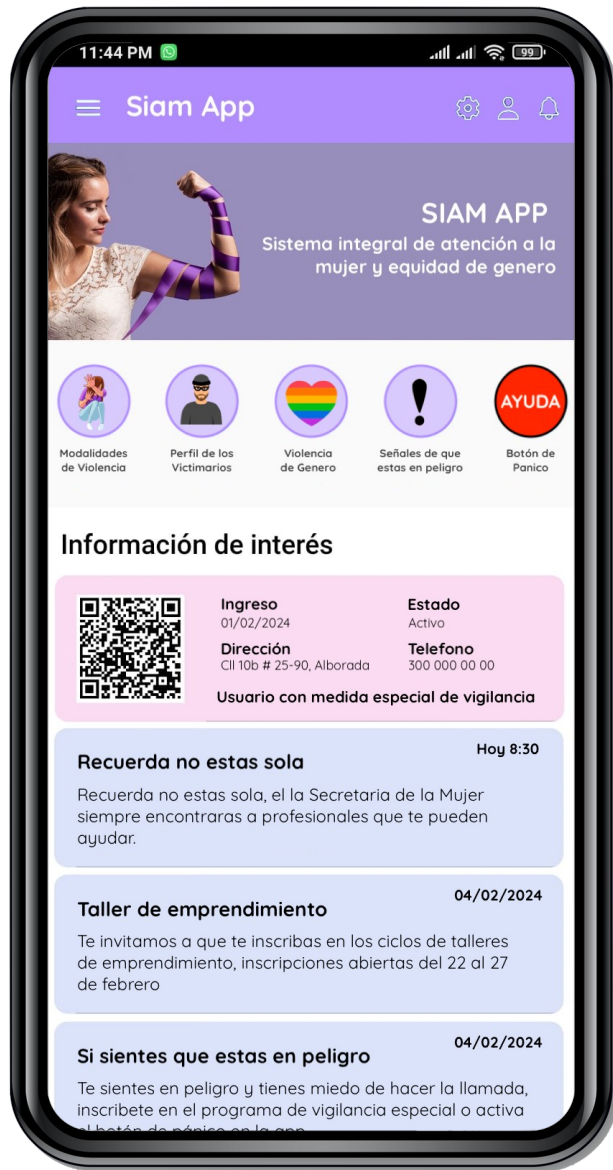 11:44 PM
99
Siam App
SIAM APP
Sistema integral de atención a la
mujer y equidad de genero
AYUDA
Modalidades
de Violencia
Perfil de los
Victimarios
Violencia
de Genero
Señales de que
estas en peligro
Botón de
Panico
Información de interés
Ingreso
01/02/2024
Estado
Activo
Dirección
Cll 10b # 25-90, Alborada
Telefono
300 000 00 00
Usuario con medida especial de vigilancia
Hoy 8:30
Recuerda no estas sola
Recuerda no estas sola, el la Secretaria de la Mujer
siempre encontraras a profesionales que te pueden
ayudar.
04/02/2024
Taller de emprendimiento
Te invitamos a que te inscribas en los ciclos de talleres
de emprendimiento, inscripciones abiertas del 22 al 27
de febrero
04/02/2024
Si sientes que estas en peligro
Te sientes en peligro y tienes miedo de hacer la llamada,
inscribete en el programa de vigilancia especial o activa
el botón de pánico en la app